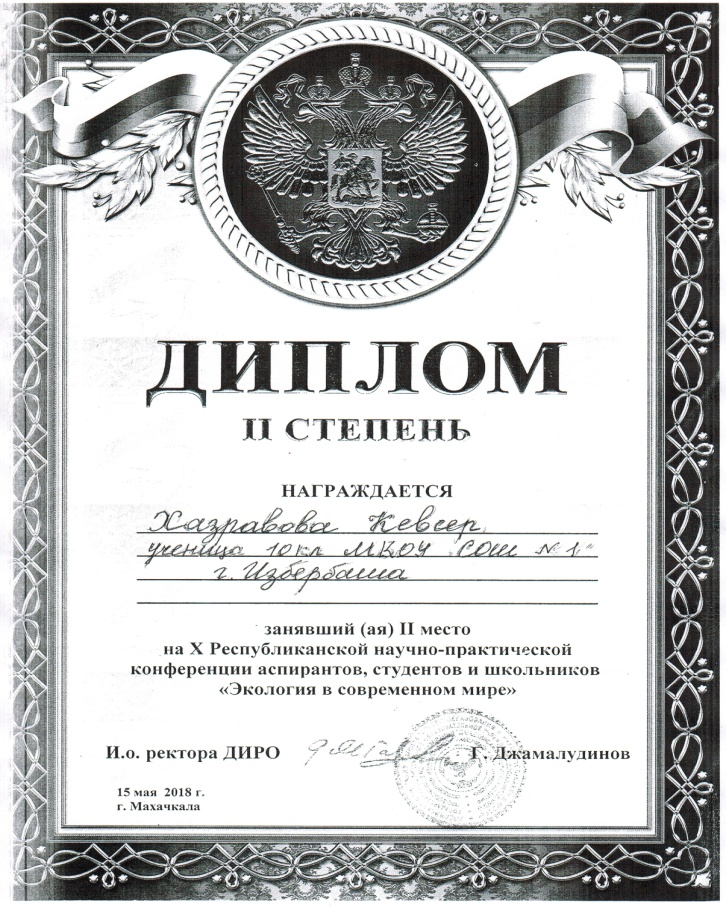 ДИПЛОМ
II СТЕПЕНЬ
НАГРАЖДАЕТСЯ
Хазравова Кевсер,
ученица 10 кл МКОУ "СОШ №1"
г. Избербаша
занявший (ая) II место
на X Республиканской научно-практической
конференции аспирантов, студентов и школьников
«Экология в современном мире»
И.о. ректора ДИРО Г. Джамалудинов
15 мая 2018 г.
г. Махачкала